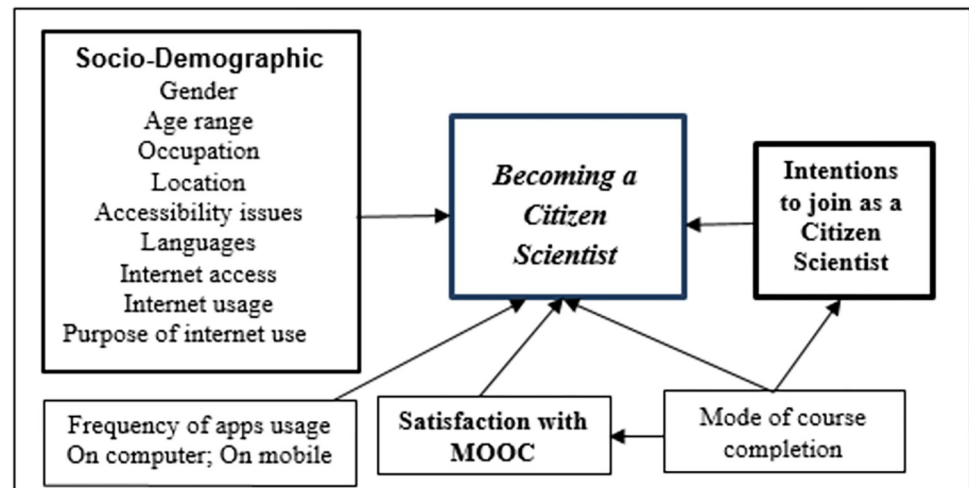 Socio-Demographic
Gender
Age range
Occupation
Location
Accessibility issues
Languages
Internet access
Internet usage
Purpose of internet use
Becoming a
Citizen
Scientist
Intentions
to join as a
Citizen
Scientist
Frequency of apps usage
On computer; On mobile
Satisfaction with
MOOC
Mode of course
completion